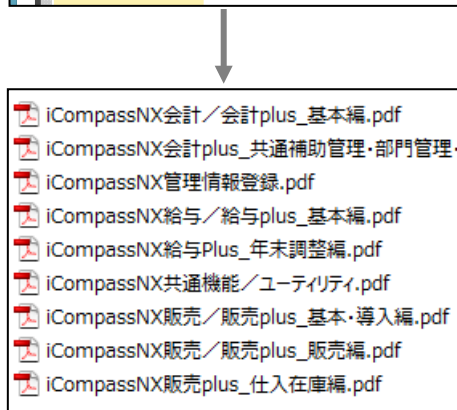 iCompassNX会計／会計plus_基本編.pdf
iCompassNX会計plus_共通補助管理・部門管理・
iCompassNX管理情報登録.pdf
iCompassNX給与／給与plus_基本編.pdf
iCompassNX給与Plus_年末調整編.pdf
iCompassNX共通機能／ユーティリティ.pdf
iCompassNX販売／販売plus_基本・導入編.pdf
iCompassNX販売／販売plus_販売編.pdf
iCompassNX販売plus_仕入在庫編.pdf